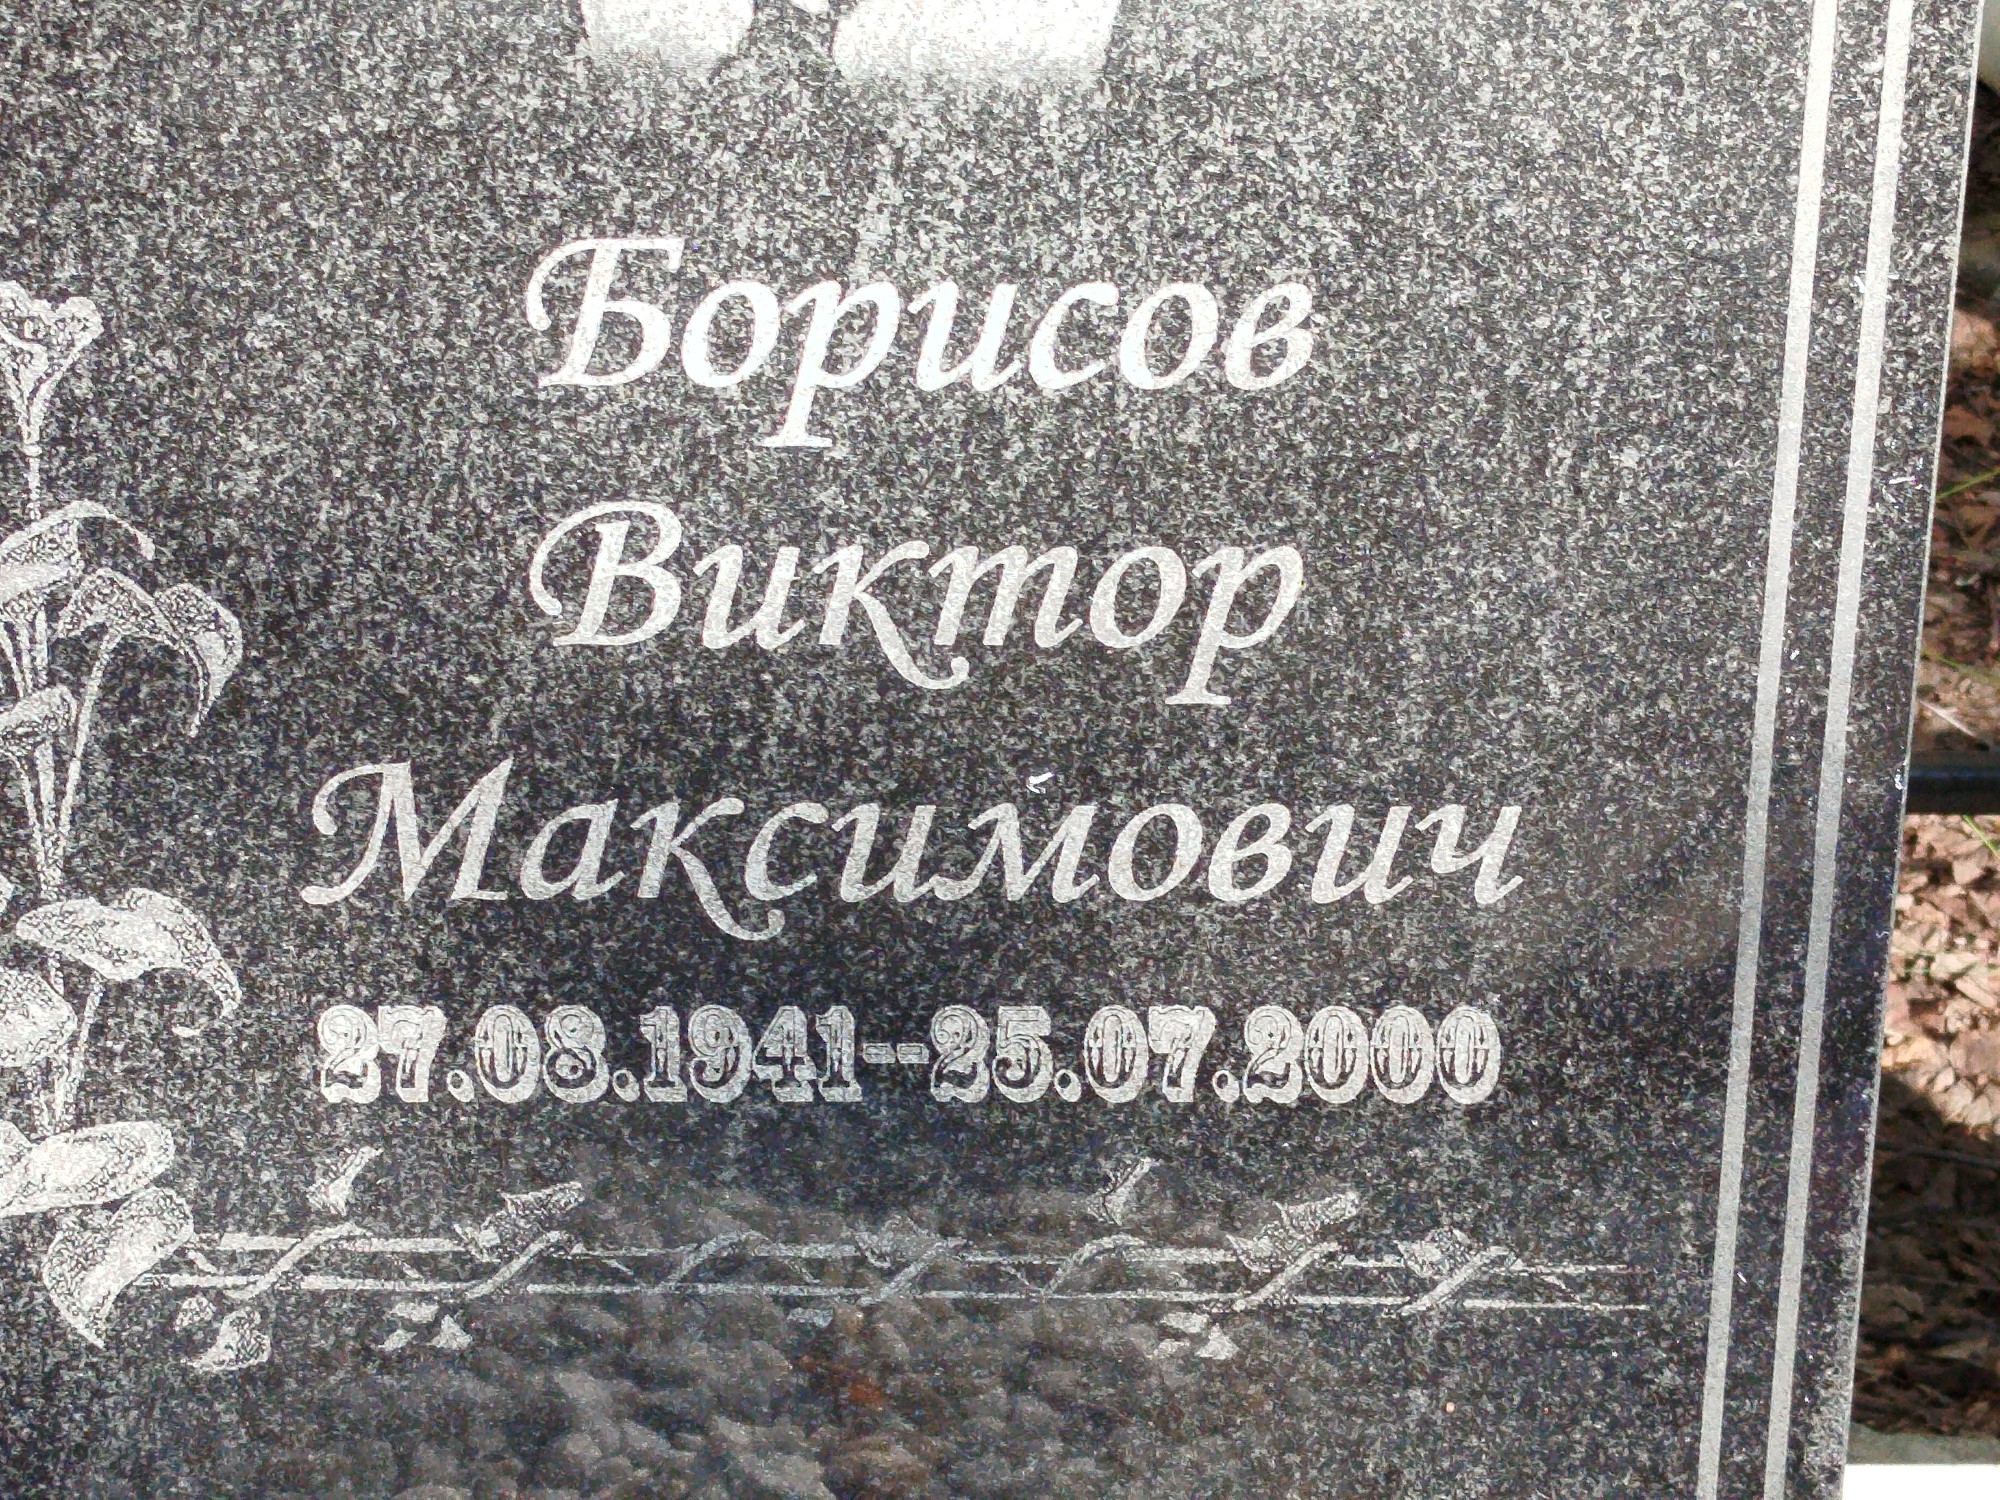 Борисов
Виктор
Максимович
27.08.1941--25.07.2000